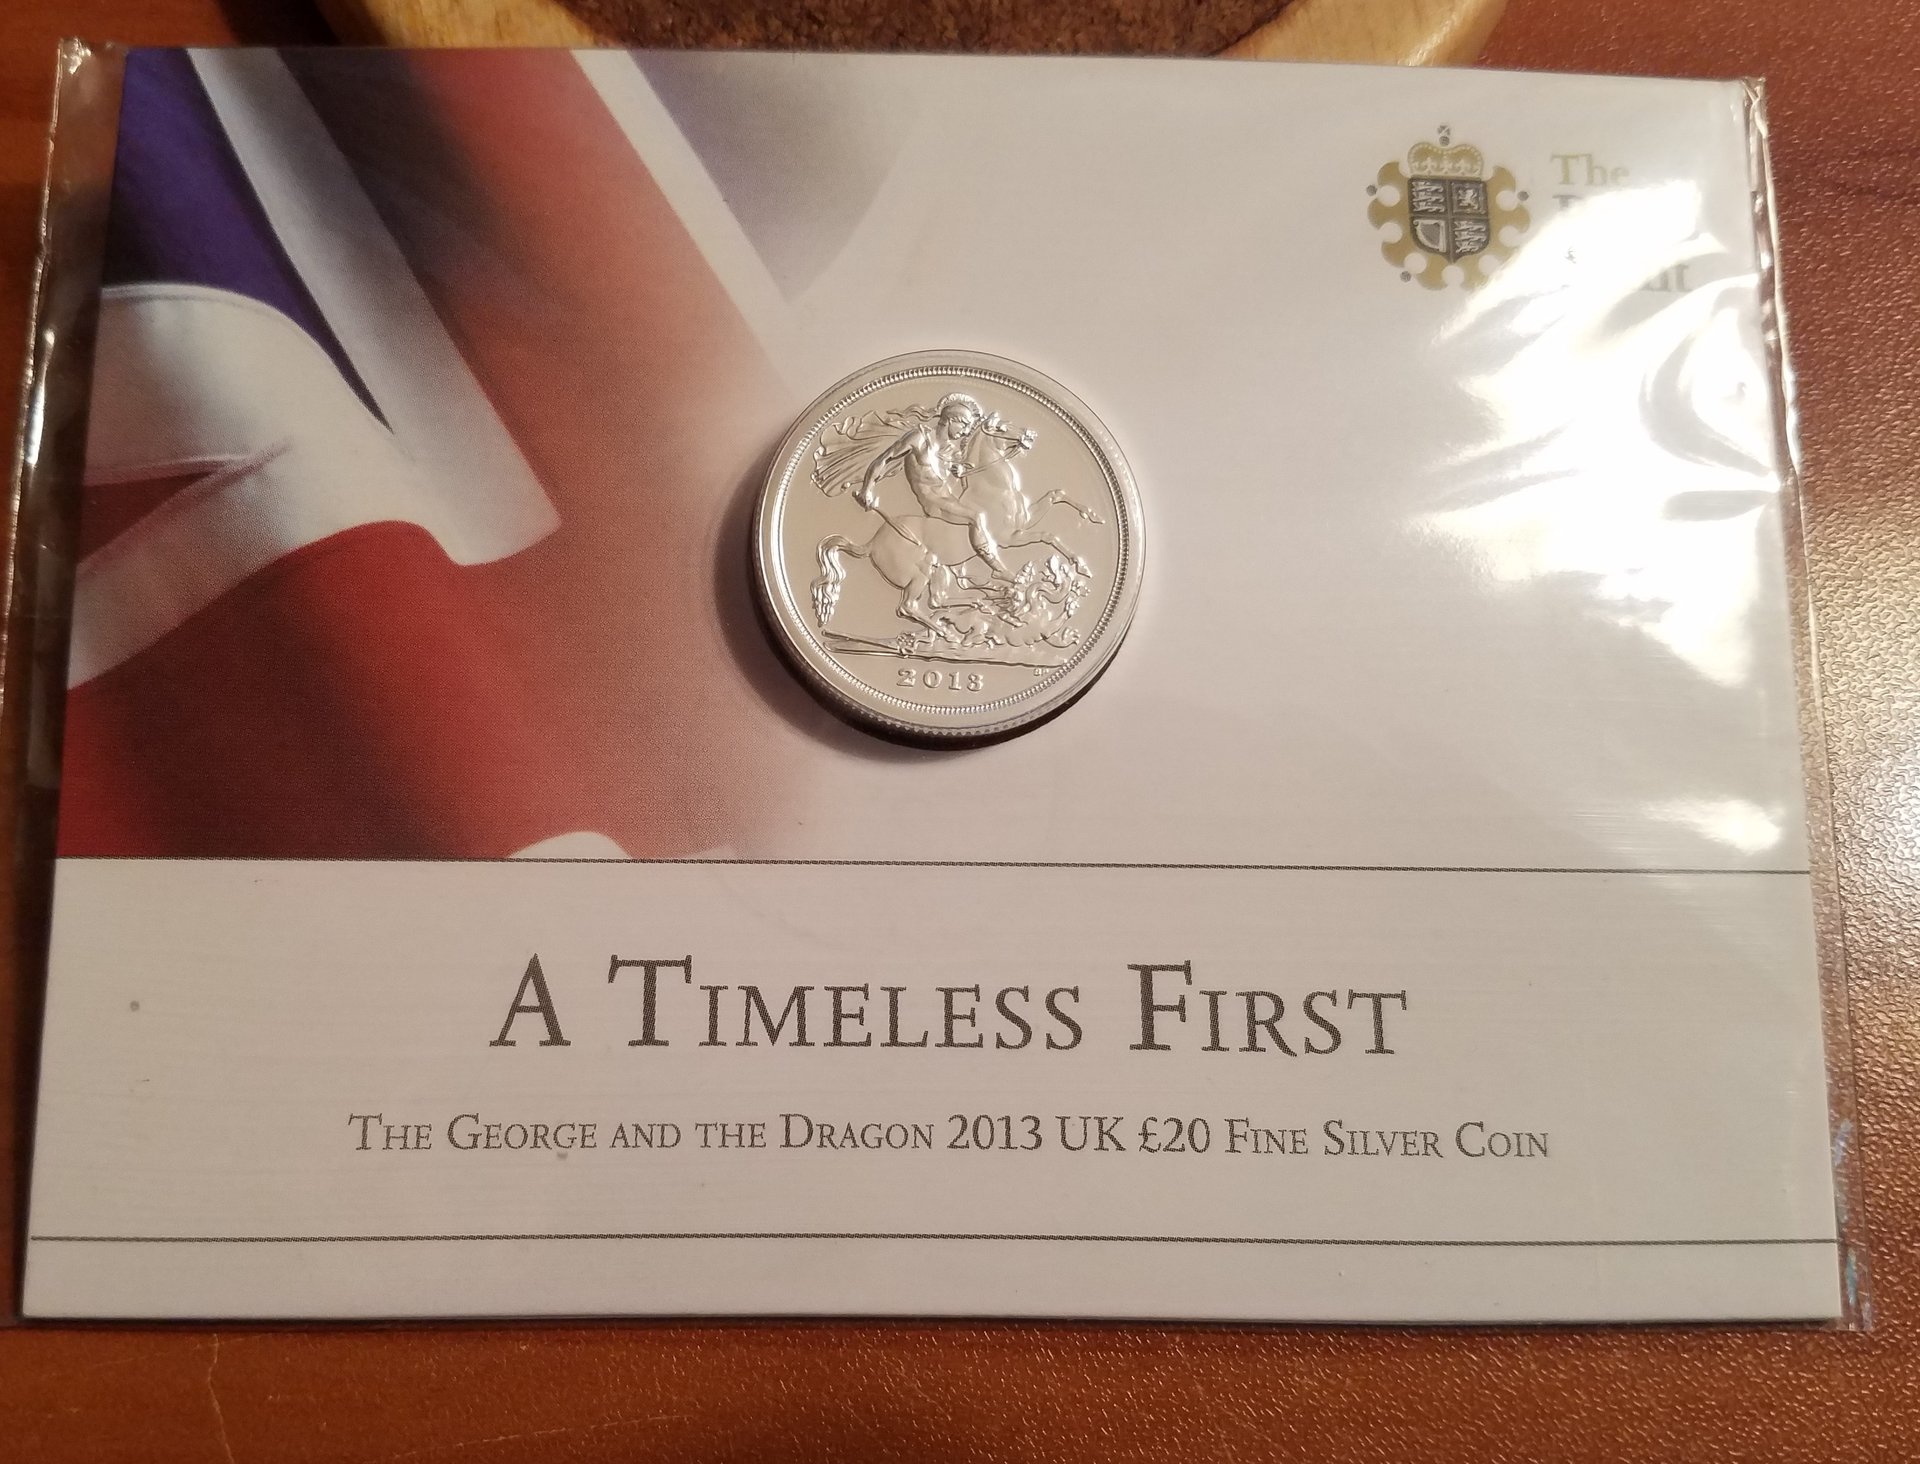 The
2013
A TIMELESS FIRST
THE GEORGE AND THE DRAGON 2013 UK £20 FINE SILVER COIN